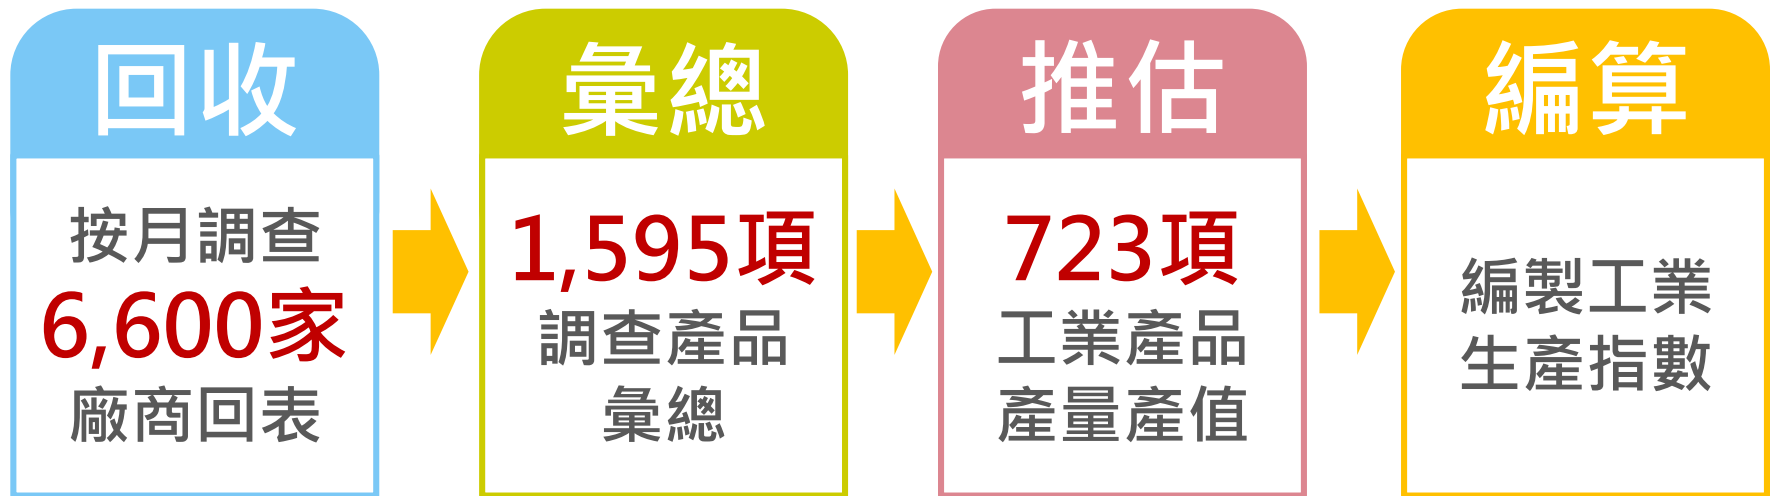 回收
按月調查
6,600家
廠商回表
彙總
1,595項
調查產品
彙總
推估
723項
工業產品
產量產值
編算
編製工業
生產指數